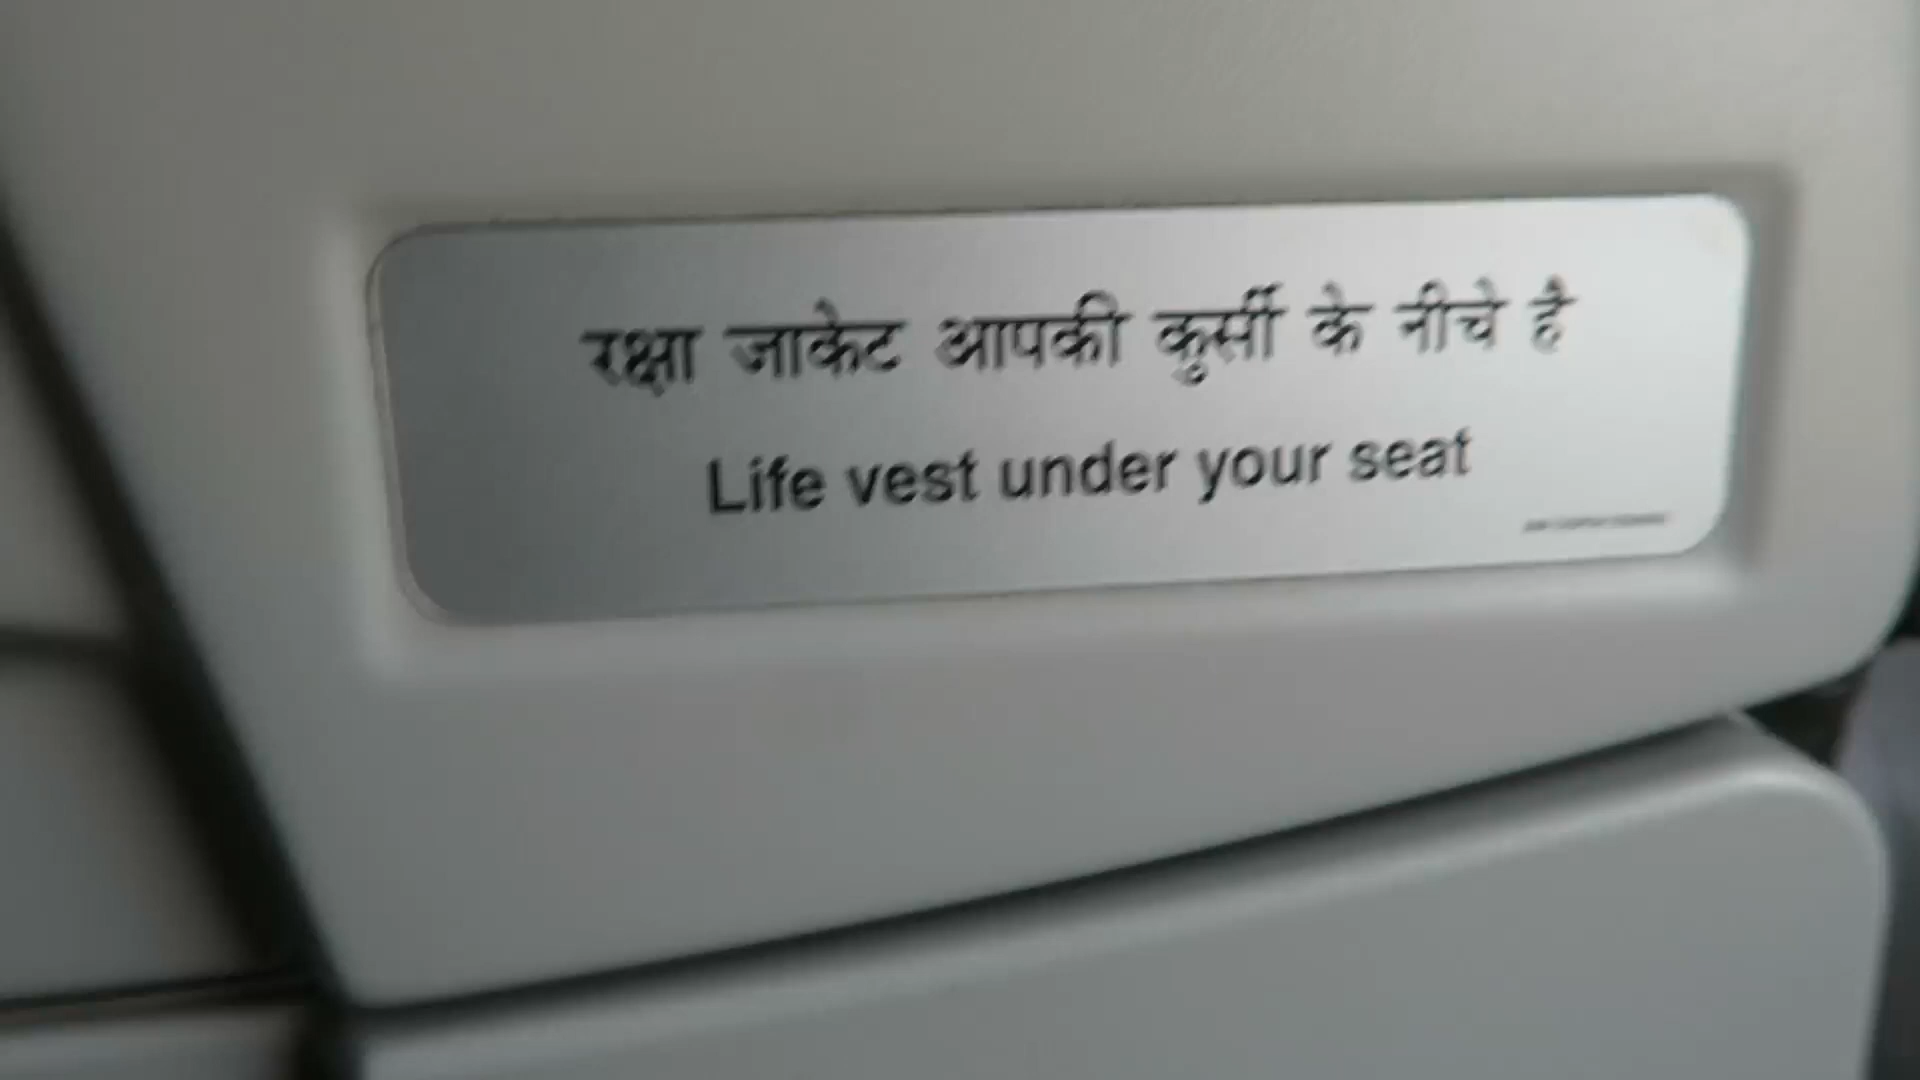 रक्षा जाकेट आपकी कुर्सी के नीचे है
Life vest under your seat